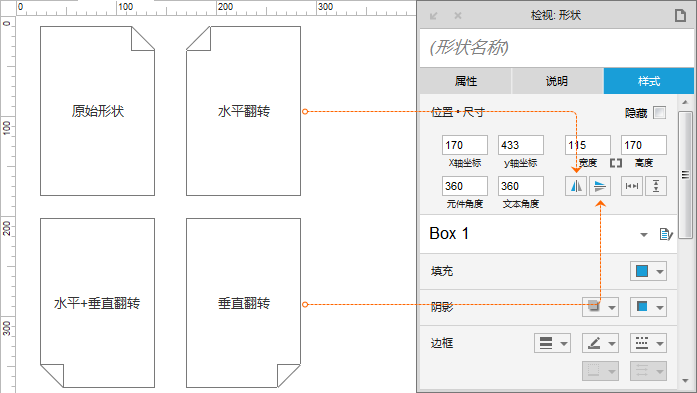 0
100
200
300
0
100
200
300
原始形状
水平翻转
水平+垂直翻转
垂直翻转
检视: 形状
(形状名称)
属性
说明
样式
位置 • 尺寸
隐藏
170
433
115
170
X轴坐标
y轴坐标
宽度
高度
360
360
元件角度
文本角度
Box 1
填充
阴影
边框